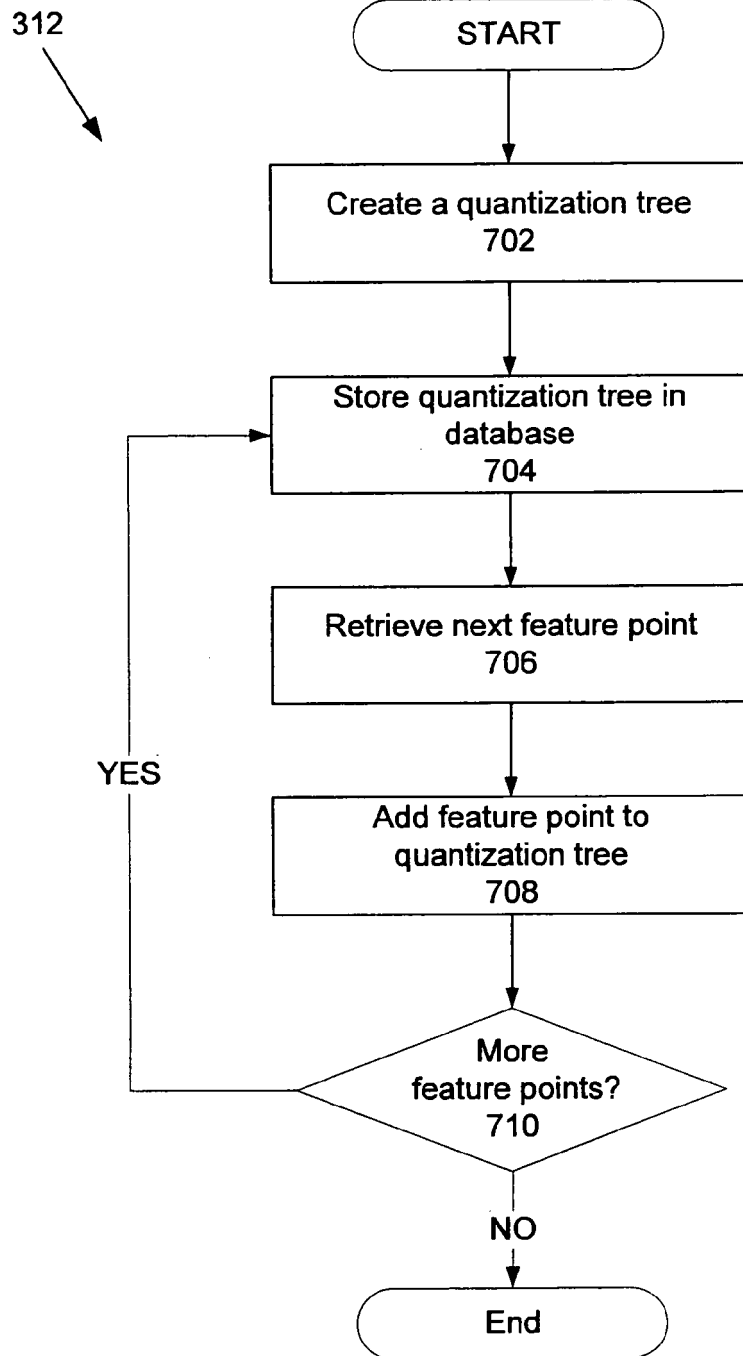 312
START
Create a quantization tree
702
Store quantization tree in
database
704
Retrieve next feature point
706
YES
Add feature point to
quantization tree
708
More
feature points?
710
NO
End